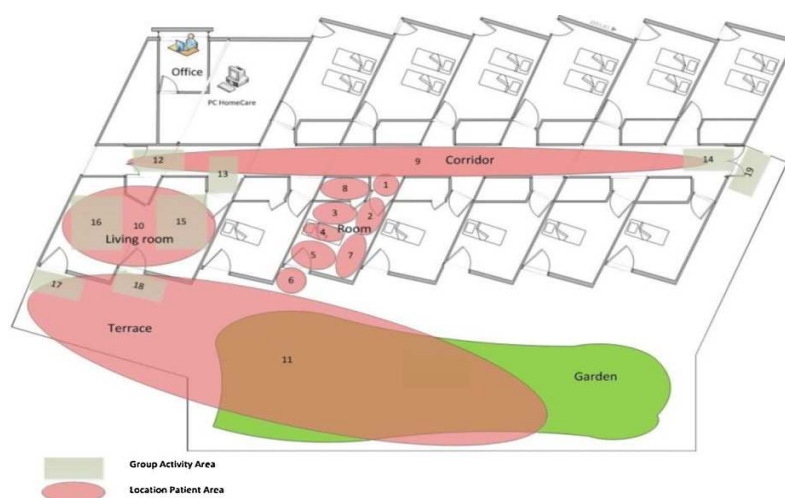 Office
PC HomeCare
12
9
Corridor
14
19
13
8
1
16
10
15
3
2
Living room
4
Room
5
7
6
17
18
Terrace
11
Garden
Group Activity Area
Location Patient Area